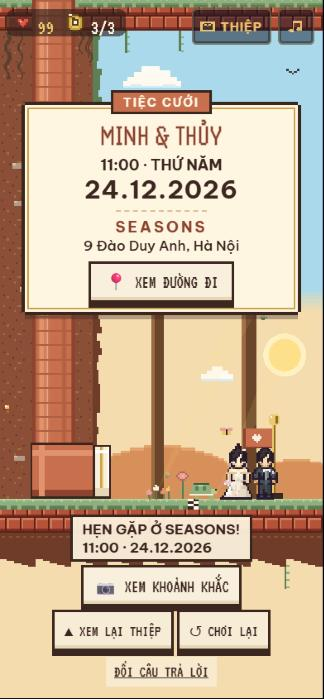 99 3/3 THIỆP
TIỆC CƯỚI
MINH & THỦY
11:00 · THỨ NĂM
24.12.2026
SEASONS
9 Đào Duy Anh, Hà Nội
XEM ĐƯỜNG ĐI
HẸN GẶP Ở SEASONS!
11:00 · 24.12.2026
XEM KHOẢNH KHẮC
▲ XEM LẠI THIỆP
↺ CHƠI LẠI
ĐỔI CÂU TRẢ LỜI